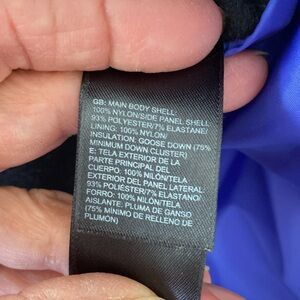 GB: MAIN BODY SHELL:
100% NYLON/SIDE PANEL SHELL
93% POLYESTER/7% ELASTANE/
LINING: 100% NYLON/
INSULATION: GOOSE DOWN (75%
MINIMUM DOWN CLUSTER)
E: TELA EXTERIOR DE LA
PARTE PRINCIPAL DEL
CUERPO: 100% NILÓN/TELA
EXTERIOR DEL PANEL LATERAL
93% POLIÉSTER/7% ELASTANO/
FORRO: 100% NILÓN/TELA
AISLANTE: PLUMA DE GANSO
(75% MÍNIMO DE RELLENO DE
PLUMON)